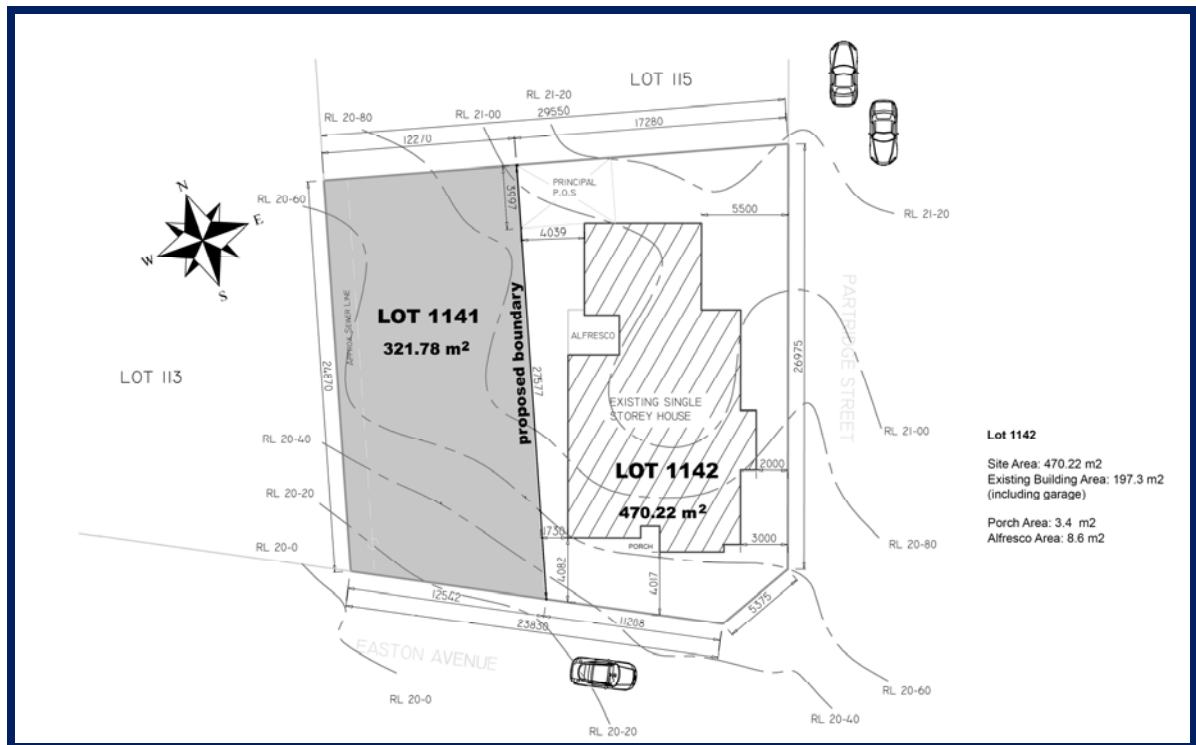 LOT 115
RL 21-20
29550
RL 20-80
RL 21-00
17280
12270
PRINCIPAL
P.O.S
3997
N
E
W
S
RL 20-60
5500
RL 21-20
4039
LOT 1141
321.78 m²
APPROX SEWER LINE
proposed boundary
ALFRESCO
PARTRIDGE STREET
26975
24870
27577
LOT 113
EXISTING SINGLE
STOREY HOUSE
RL 21-00
RL 20-40
LOT 1142
470.22 m²
2000
Lot 1142
Site Area: 470.22 m2
Existing Building Area: 197.3 m2
(including garage)
Porch Area: 3.4 m2
Alfresco Area: 8.6 m2
RL 20-20
1730
PORCH
3000
RL 20-80
RL 20-0
4082
4017
5375
12542
11208
23830
EASTON AVENUE
RL 20-0
RL 20-60
RL 20-40
RL 20-20